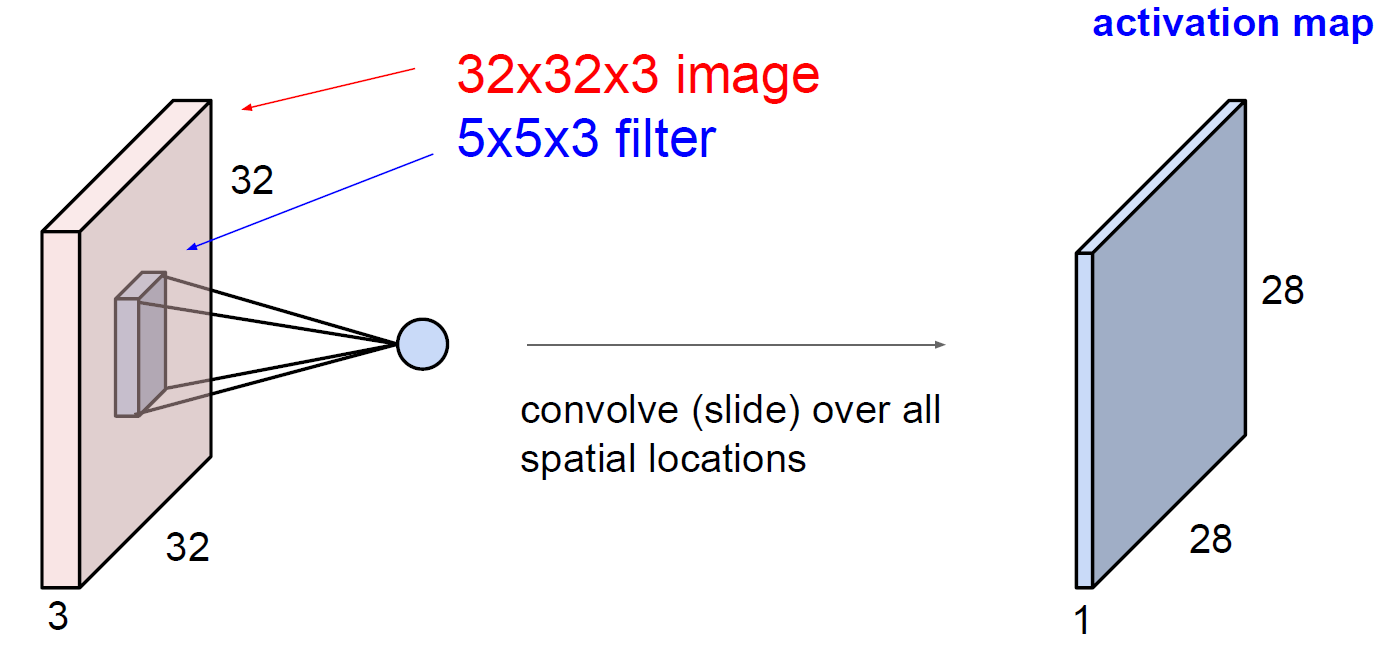 activation map
32x32x3 image
5x5x3 filter
32
32
3
convolve (slide) over all
spatial locations
28
28
1